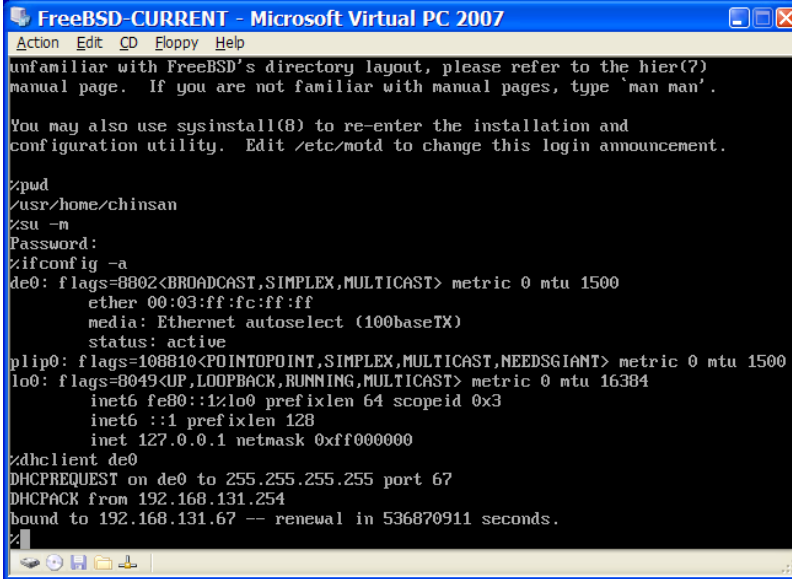 FreeBSD-CURRENT - Microsoft Virtual PC 2007
Action Edit CD Floppy Help
unfamiliar with FreeBSD's directory layout, please refer to the hier(7)
manual page.  If you are not familiar with manual pages, type `man man'.
You may also use sysinstall(8) to re-enter the installation and
configuration utility.  Edit /etc/motd to change this login announcement.
%pwd
/usr/home/chinsan
%su -m
Password:
%ifconfig -a
de0: flags=8802<BROADCAST,SIMPLEX,MULTICAST> metric 0 mtu 1500
ether 00:03:ff:fc:ff:ff
media: Ethernet autoselect (100baseTX)
status: active
plip0: flags=108810<POINTOPOINT,SIMPLEX,MULTICAST,NEEDSGIANT> metric 0 mtu 1500
lo0: flags=8049<UP,LOOPBACK,RUNNING,MULTICAST> metric 0 mtu 16384
inet6 fe80::1%lo0 prefixlen 64 scopeid 0x3
inet6 ::1 prefixlen 128
inet 127.0.0.1 netmask 0xff000000
%dhclient de0
DHCPREQUEST on de0 to 255.255.255.255 port 67
DHCPACK from 192.168.131.254
bound to 192.168.131.67 -- renewal in 536870911 seconds.
%